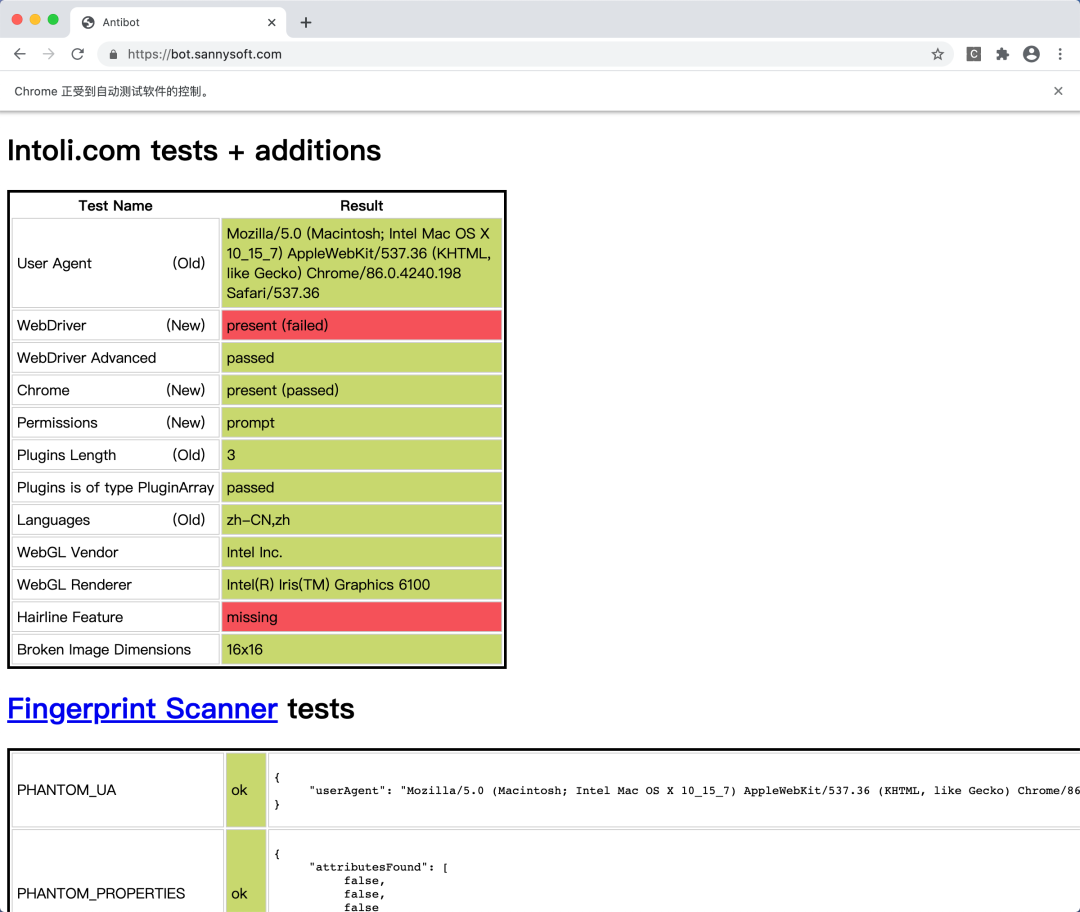 Antibot
https://bot.sannysoft.com
C
Chrome 正受到自动测试软件的控制。
Intoli.com tests + additions
Test Name Result
User Agent (Old) Mozilla/5.0 (Macintosh; Intel Mac OS X
10_15_7) AppleWebKit/537.36 (KHTML,
like Gecko) Chrome/86.0.4240.198
Safari/537.36
WebDriver (New) present (failed)
WebDriver Advanced passed
Chrome (New) present (passed)
Permissions (New) prompt
Plugins Length (Old) 3
Plugins is of type PluginArray passed
Languages (Old) zh-CN,zh
WebGL Vendor Intel Inc.
WebGL Renderer Intel(R) Iris(TM) Graphics 6100
Hairline Feature missing
Broken Image Dimensions 16x16
Fingerprint Scanner tests
PHANTOM_UA ok {
"userAgent": "Mozilla/5.0 (Macintosh; Intel Mac OS X 10_15_7) AppleWebKit/537.36 (KHTML, like Gecko) Chrome/86
}
PHANTOM_PROPERTIES ok {
"attributesFound": [
false,
false,
false